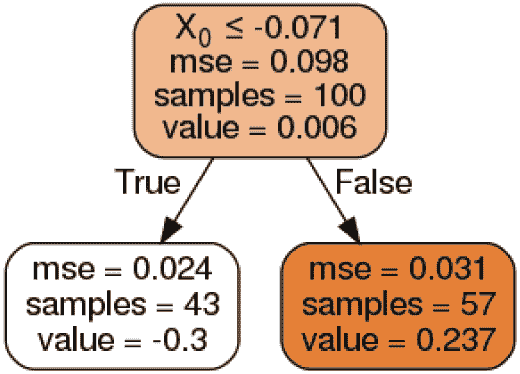 X₀ ≤ -0.071
mse = 0.098
samples = 100
value = 0.006
True
False
mse = 0.024
samples = 43
value = -0.3
mse = 0.031
samples = 57
value = 0.237